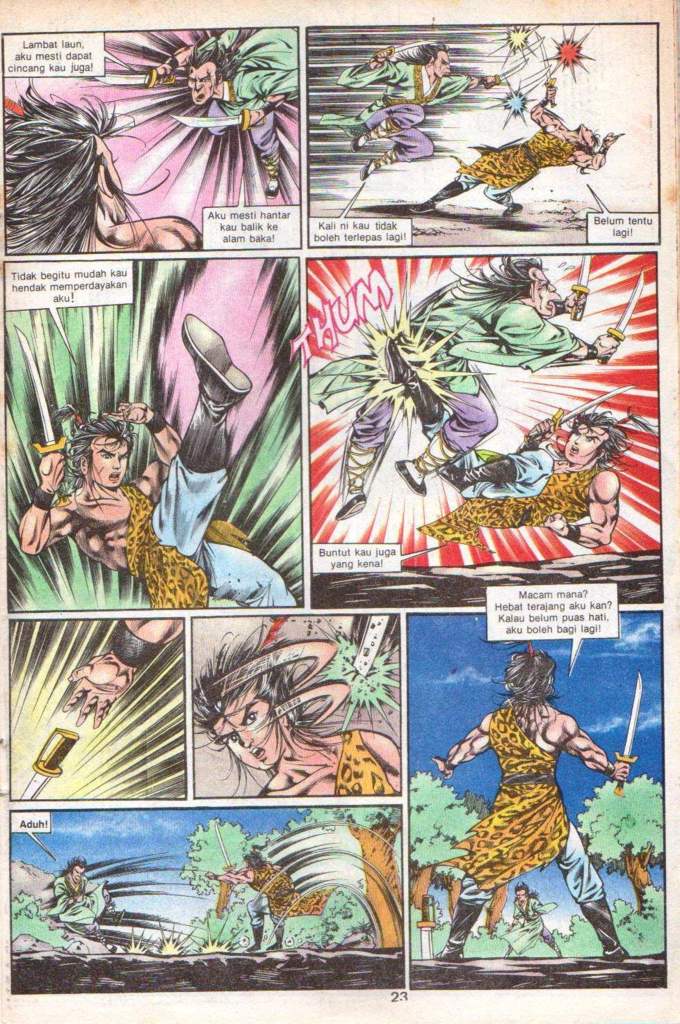 Lambat laun,
aku mesti dapat
cincang kau juga!
Aku mesti hantar
kau balik ke
alam baka!
Kali ni kau tidak
boleh terlepas lagi!
Belum tentu
lagi!
Tidak begitu mudah kau
hendak memperdayakan
aku!
THUM
Buntut kau juga
yang kena!
Macam mana?
Hebat terajang aku kan?
Kalau belum puas hati,
aku boleh bagi lagi!
Aduh!
23